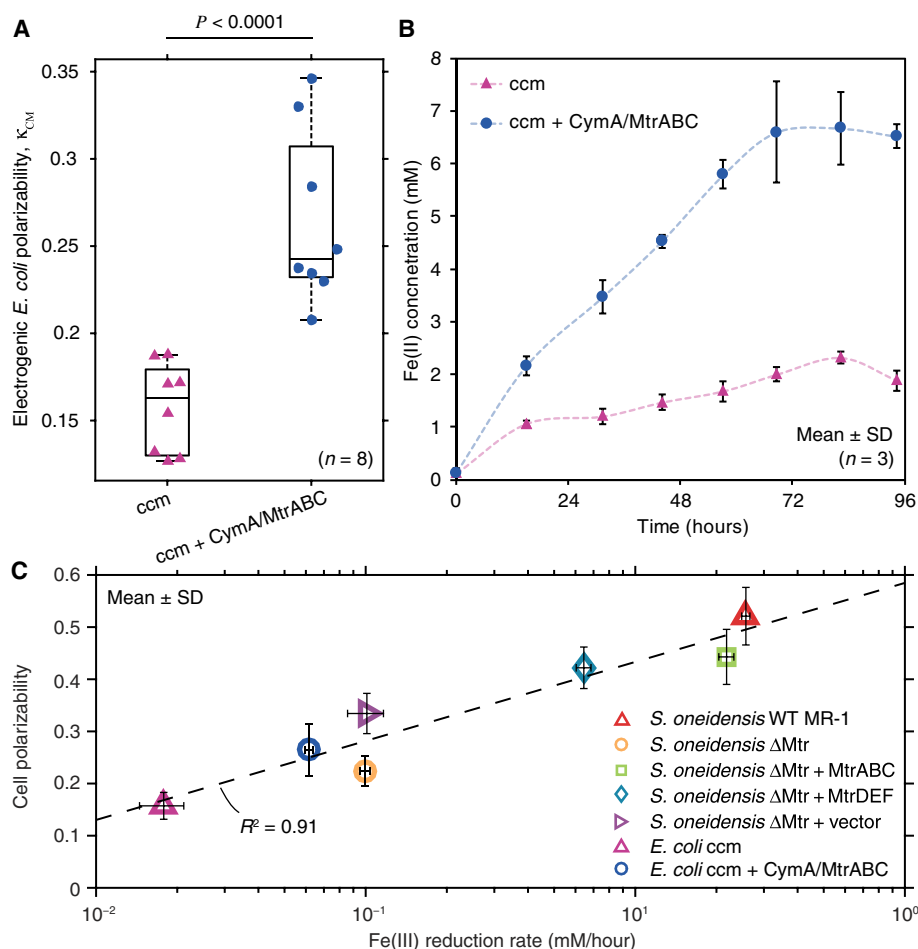 A
P < 0.0001
Electrogenic E. coli polarizability, κCM
0.35
0.3
0.25
0.2
0.15
(n = 8)
ccm
ccm + CymA/MtrABC
B
Fe(II) concnetration (mM)
8
7
6
5
4
3
2
1
0
ccm
ccm + CymA/MtrABC
Mean ± SD
(n = 3)
0 24 48 72 96
Time (hours)
C
Cell polarizability
0.6
0.5
0.4
0.3
0.2
0.1
0
Mean ± SD
R² = 0.91
S. oneidensis WT MR-1
S. oneidensis ΔMtr
S. oneidensis ΔMtr + MtrABC
S. oneidensis ΔMtr + MtrDEF
S. oneidensis ΔMtr + vector
E. coli ccm
E. coli ccm + CymA/MtrABC
10⁻² 10⁻¹ 10¹ 10⁰
Fe(III) reduction rate (mM/hour)